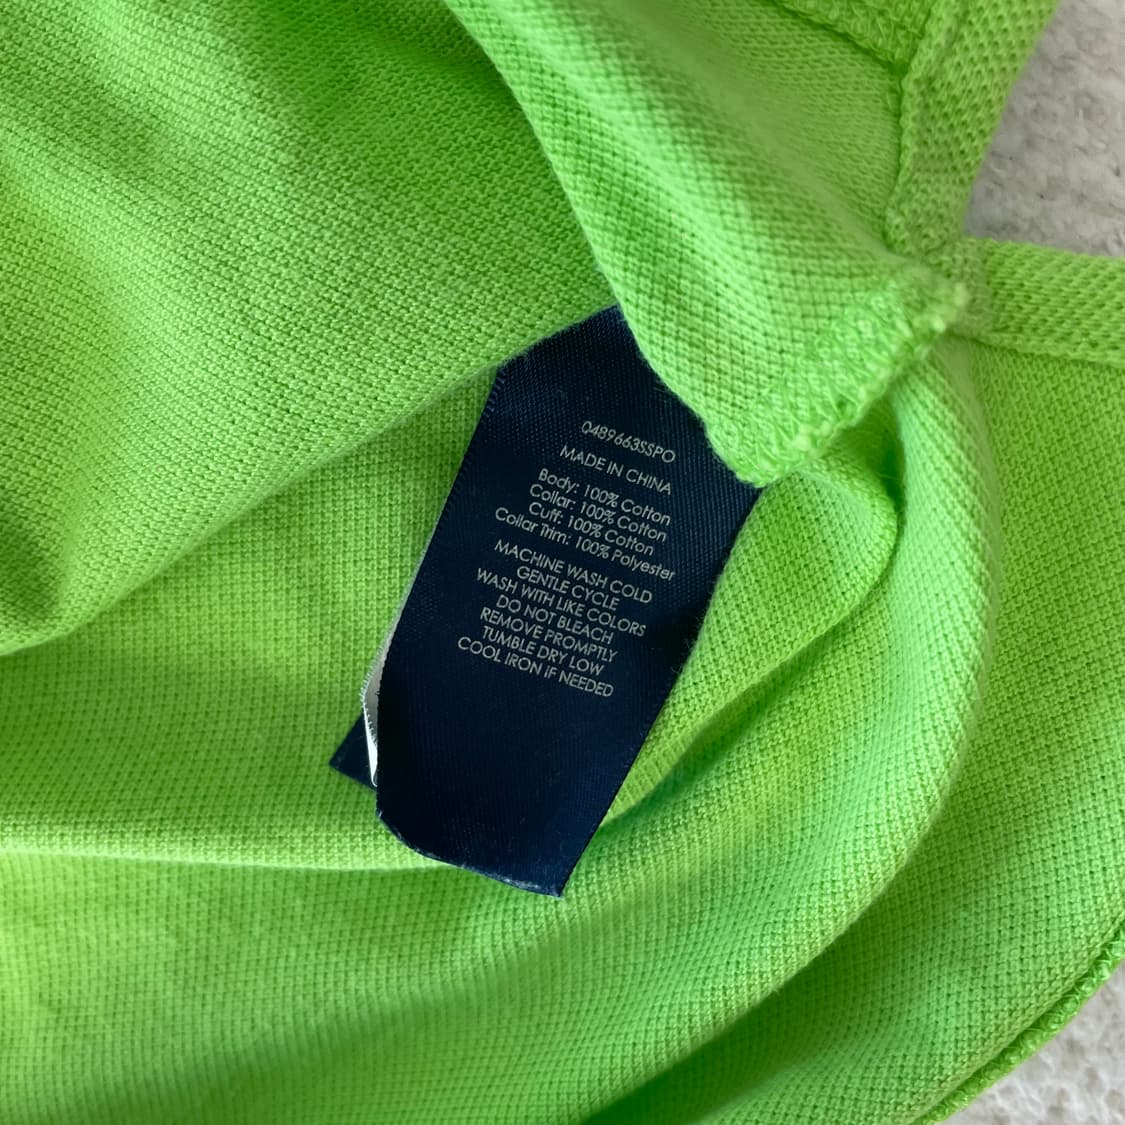 0489663SSPO
MADE IN CHINA
Body: 100% Cotton
Collar: 100% Cotton
Cuff: 100% Cotton
Collar Trim: 100% Polyester
MACHINE WASH COLD
GENTLE CYCLE
WASH WITH LIKE COLORS
DO NOT BLEACH
REMOVE PROMPTLY
TUMBLE DRY LOW
COOL IRON IF NEEDED